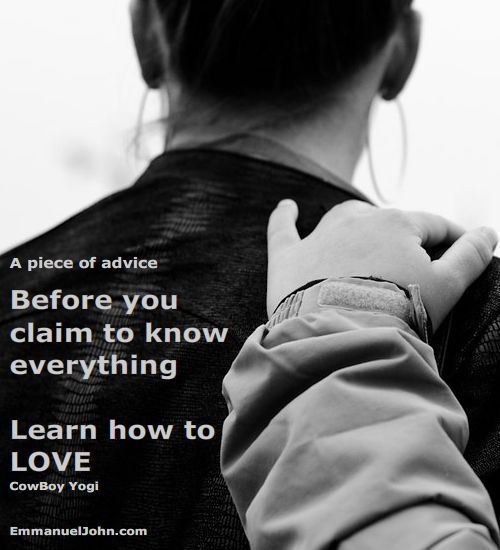 A piece of advice
Before you
claim to know
everything
Learn how to
LOVE
CowBoy Yogi
EmmanuelJohn.com